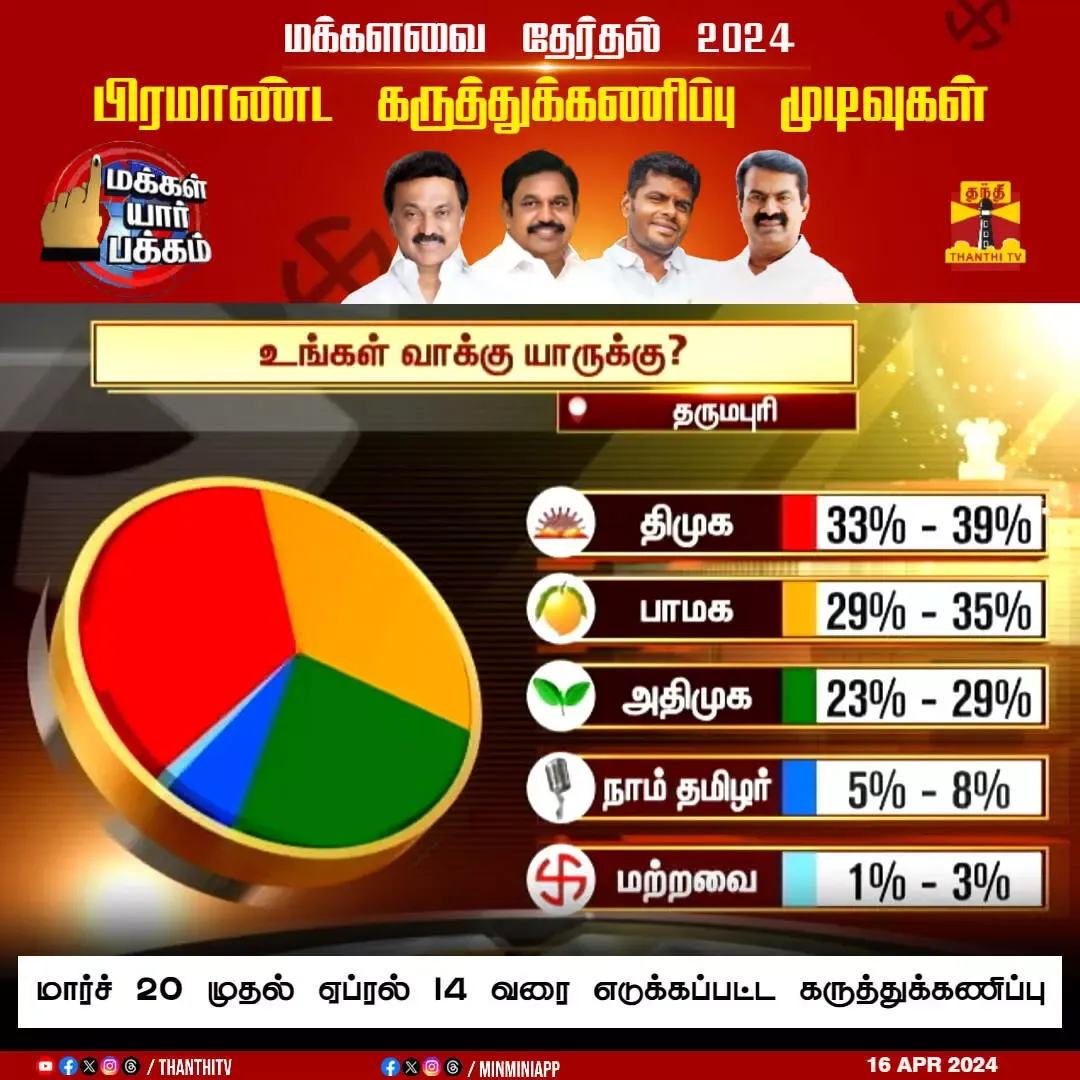 மக்களவை தேர்தல் 2024
பிரமாண்ட கருத்துக்கணிப்பு முடிவுகள்
மக்கள்
யார்
பக்கம்
தந்தி
THANTHI TV
உங்கள் வாக்கு யாருக்கு?
தருமபுரி
திமுக 33% - 39%
பாமக 29% - 35%
அதிமுக 23% - 29%
நாம் தமிழர் 5% - 8%
மற்றவை 1% - 3%
மார்ச் 20 முதல் ஏப்ரல் 14 வரை எடுக்கப்பட்ட கருத்துக்கணிப்பு
/ THANTHITV / MINMINIAPP 16 APR 2024